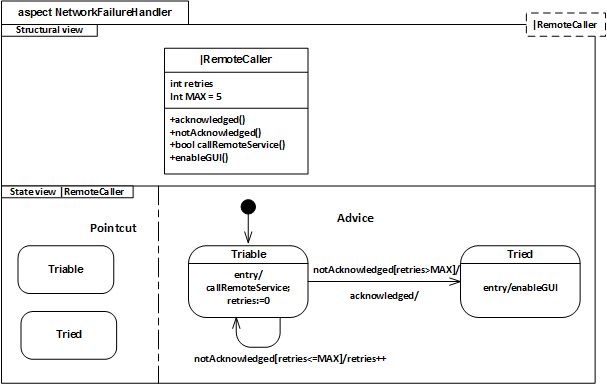 aspect NetworkFailureHandler
|RemoteCaller
Structural view
|RemoteCaller
int retries
Int MAX = 5
+acknowledged()
+notAcknowledged()
+bool callRemoteService()
+enableGUI()
State view |RemoteCaller
Pointcut
Triable
Tried
Advice
Triable
entry/
callRemoteService;
retries:=0
notAcknowledged[retries>MAX]/
acknowledged/
Tried
entry/enableGUI
notAcknowledged[retries<=MAX]/retries++